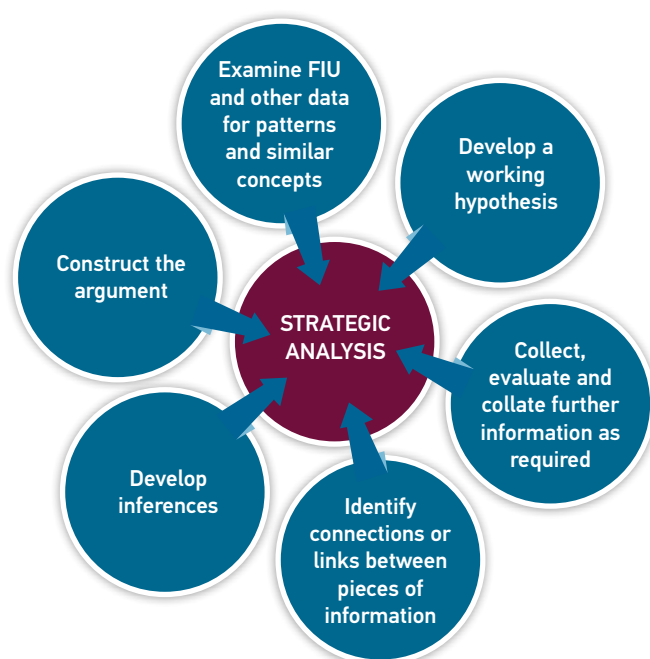 Examine FIU
and other data
for patterns
and similar
concepts
Develop a
working
hypothesis
Collect,
evaluate and
collate further
information as
required
Identify
connections or
links between
pieces of
information
Develop
inferences
Construct the
argument
STRATEGIC
ANALYSIS